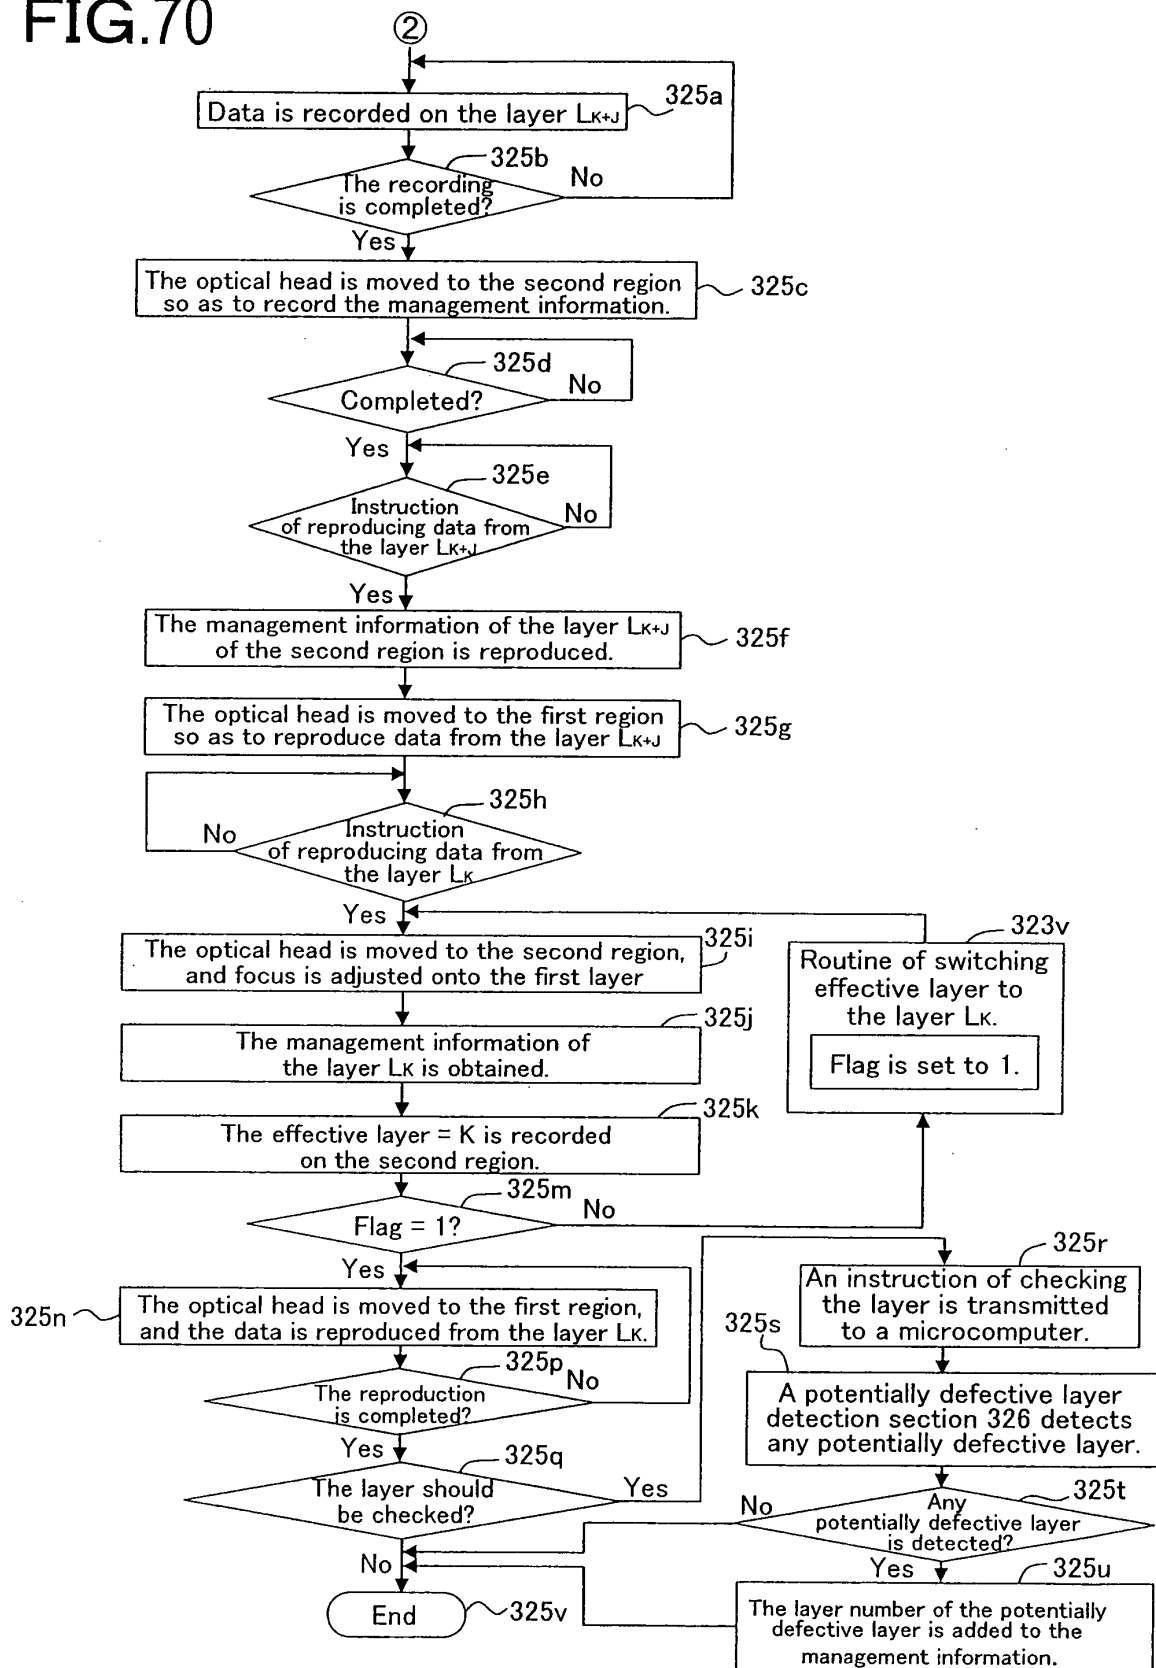 FIG.70
②
Data is recorded on the layer LK+J
325a
325b
The recording
is completed?
No
Yes
The optical head is moved to the second region
so as to record the management information.
325c
325d
Completed?
No
Yes
325e
Instruction
of reproducing data from
the layer LK+J
No
Yes
The management information of the layer LK+J
of the second region is reproduced.
325f
The optical head is moved to the first region
so as to reproduce data from the layer LK+J
325g
325h
No
Instruction
of reproducing data from
the layer LK
Yes
325i
The optical head is moved to the second region,
and focus is adjusted onto the first layer
323v
Routine of switching
effective layer to
the layer LK.
Flag is set to 1.
325j
The management information of
the layer LK is obtained.
325k
The effective layer = K is recorded
on the second region.
325m
Flag = 1?
No
Yes
325n
The optical head is moved to the first region,
and the data is reproduced from the layer LK.
325p
The reproduction
is completed?
No
Yes
325q
The layer should
be checked?
Yes
No
325r
An instruction of checking
the layer is transmitted
to a microcomputer.
325s
A potentially defective layer
detection section 326 detects
any potentially defective layer.
325t
Any
potentially defective layer
is detected?
No
Yes
325u
The layer number of the potentially
defective layer is added to the
management information.
End
325v